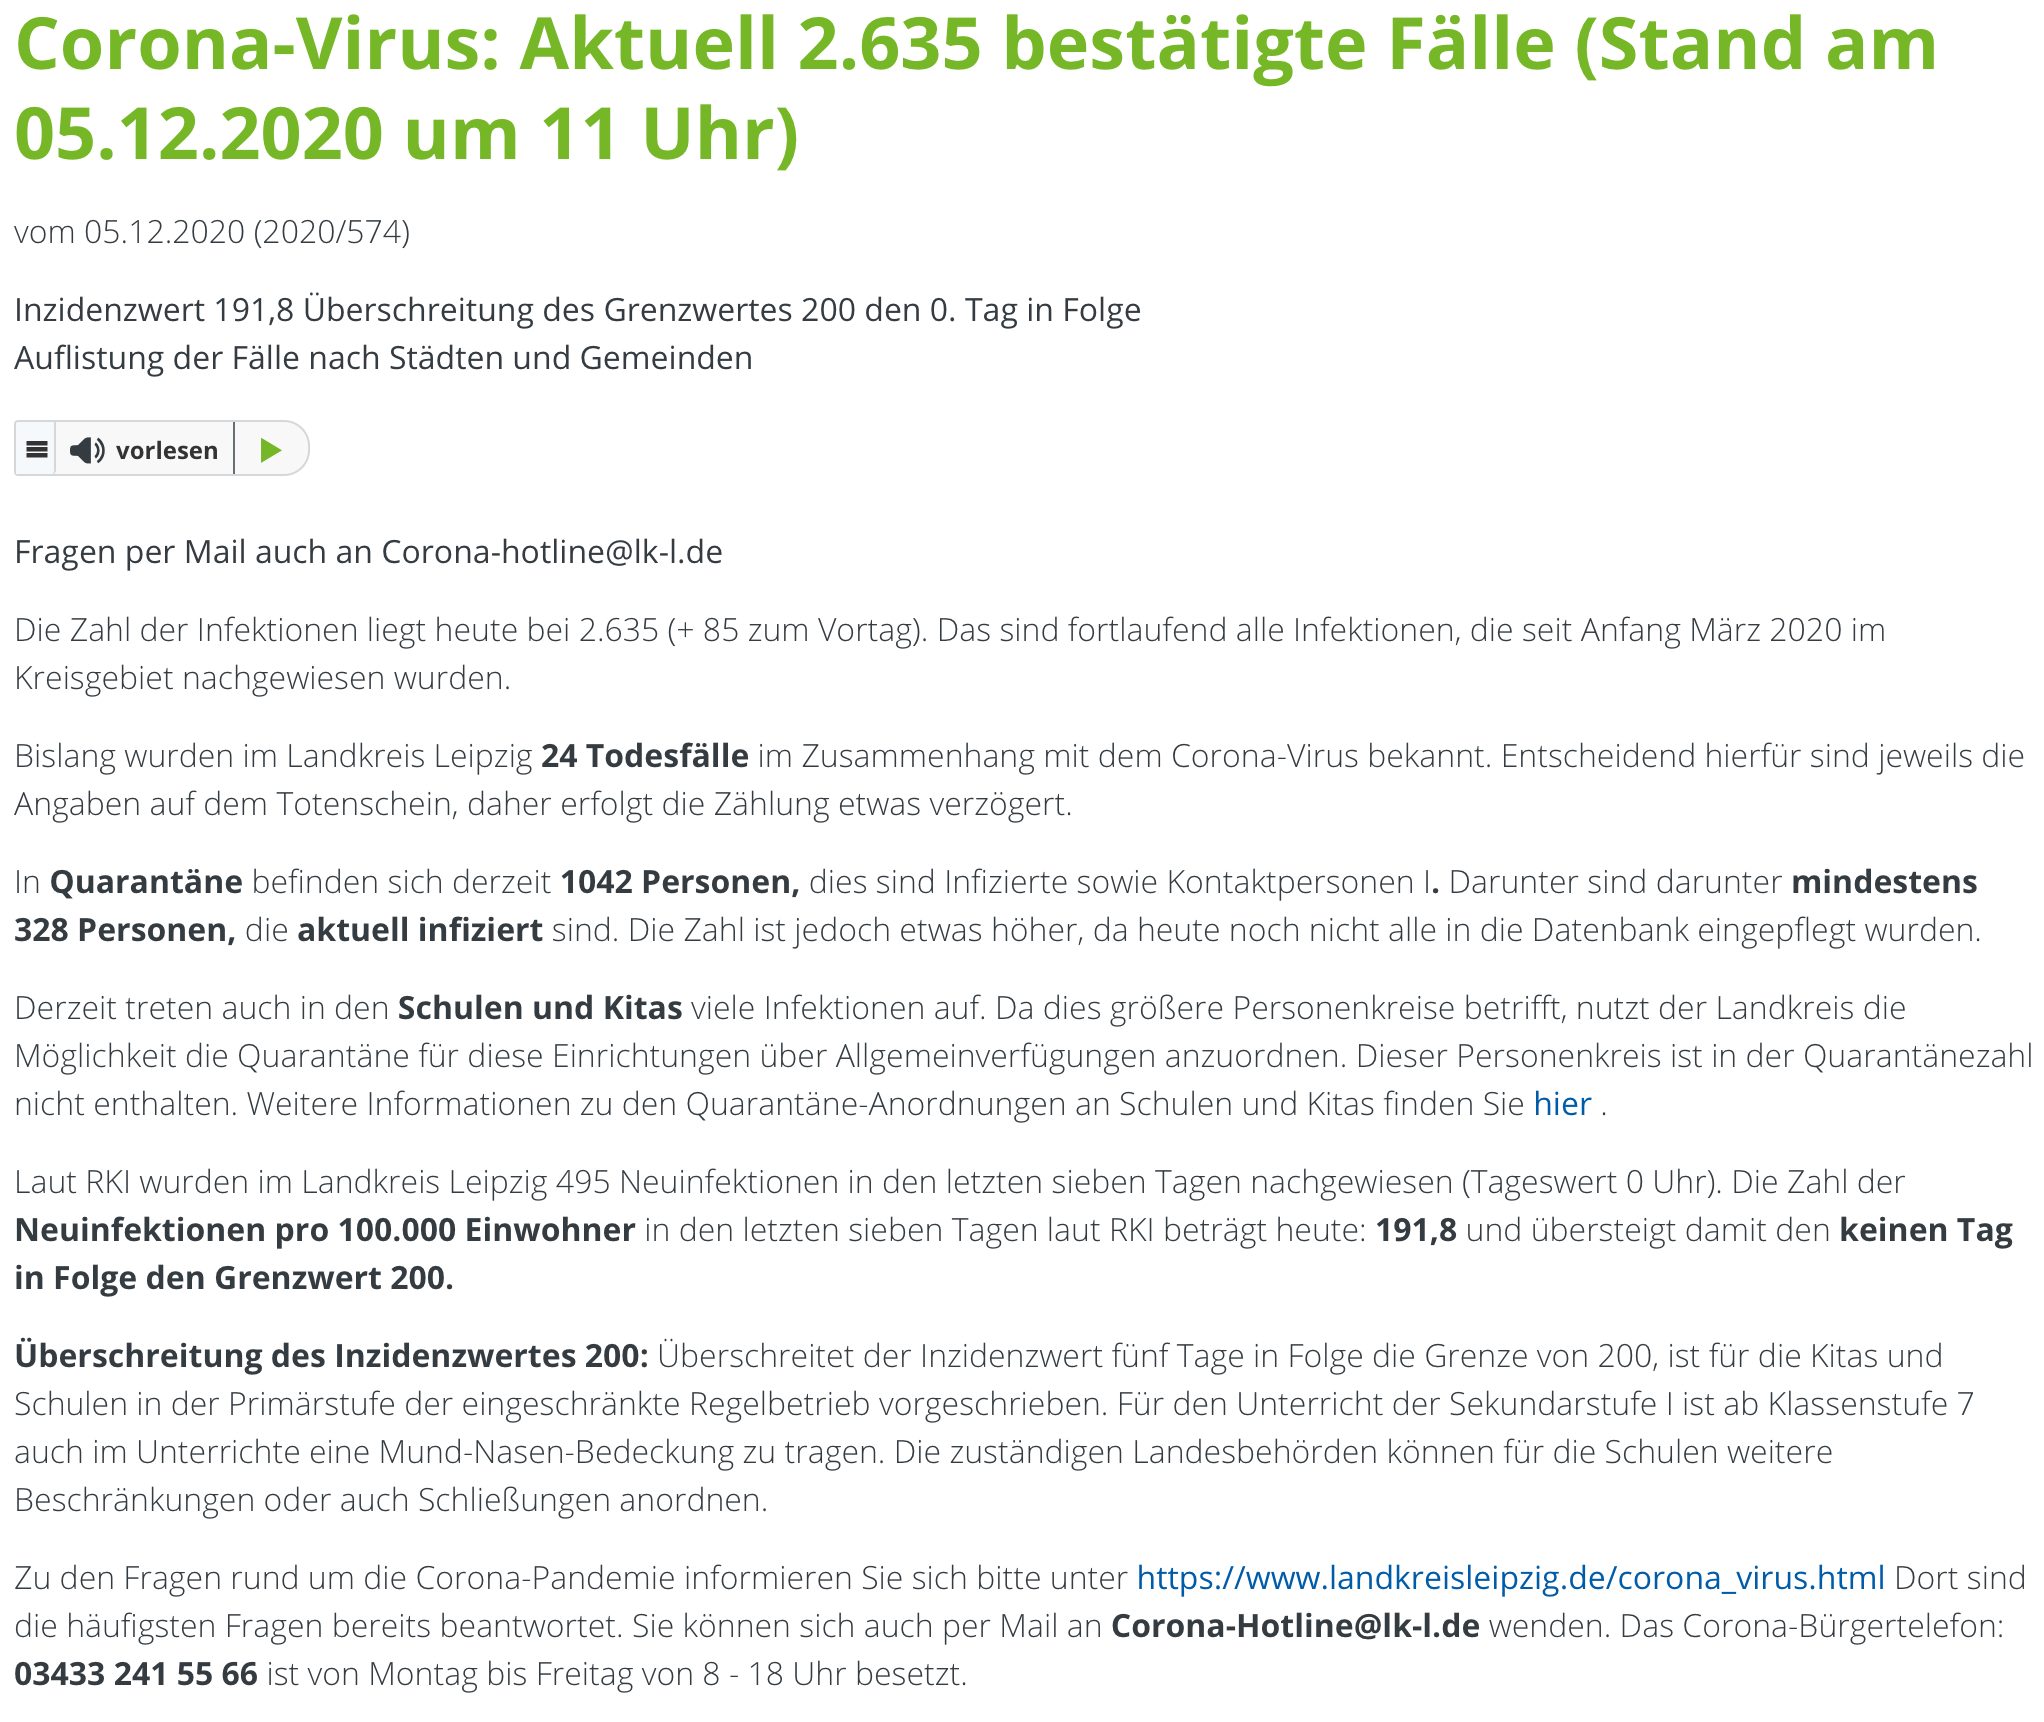 Corona-Virus: Aktuell 2.635 bestätigte Fälle (Stand am
05.12.2020 um 11 Uhr)
vom 05.12.2020 (2020/574)
Inzidenzwert 191,8 Überschreitung des Grenzwertes 200 den 0. Tag in Folge
Auflistung der Fälle nach Städten und Gemeinden
vorlesen
Fragen per Mail auch an Corona-hotline@lk-l.de
Die Zahl der Infektionen liegt heute bei 2.635 (+ 85 zum Vortag). Das sind fortlaufend alle Infektionen, die seit Anfang März 2020 im
Kreisgebiet nachgewiesen wurden.
Bislang wurden im Landkreis Leipzig 24 Todesfälle im Zusammenhang mit dem Corona-Virus bekannt. Entscheidend hierfür sind jeweils die
Angaben auf dem Totenschein, daher erfolgt die Zählung etwas verzögert.
In Quarantäne befinden sich derzeit 1042 Personen, dies sind Infizierte sowie Kontaktpersonen I. Darunter sind darunter mindestens
328 Personen, die aktuell infiziert sind. Die Zahl ist jedoch etwas höher, da heute noch nicht alle in die Datenbank eingepflegt wurden.
Derzeit treten auch in den Schulen und Kitas viele Infektionen auf. Da dies größere Personenkreise betrifft, nutzt der Landkreis die
Möglichkeit die Quarantäne für diese Einrichtungen über Allgemeinverfügungen anzuordnen. Dieser Personenkreis ist in der Quarantänezahl
nicht enthalten. Weitere Informationen zu den Quarantäne-Anordnungen an Schulen und Kitas finden Sie hier .
Laut RKI wurden im Landkreis Leipzig 495 Neuinfektionen in den letzten sieben Tagen nachgewiesen (Tageswert 0 Uhr). Die Zahl der
Neuinfektionen pro 100.000 Einwohner in den letzten sieben Tagen laut RKI beträgt heute: 191,8 und übersteigt damit den keinen Tag
in Folge den Grenzwert 200.
Überschreitung des Inzidenzwertes 200: Überschreitet der Inzidenzwert fünf Tage in Folge die Grenze von 200, ist für die Kitas und
Schulen in der Primärstufe der eingeschränkte Regelbetrieb vorgeschrieben. Für den Unterricht der Sekundarstufe I ist ab Klassenstufe 7
auch im Unterrichte eine Mund-Nasen-Bedeckung zu tragen. Die zuständigen Landesbehörden können für die Schulen weitere
Beschränkungen oder auch Schließungen anordnen.
Zu den Fragen rund um die Corona-Pandemie informieren Sie sich bitte unter https://www.landkreisleipzig.de/corona_virus.html Dort sind
die häufigsten Fragen bereits beantwortet. Sie können sich auch per Mail an Corona-Hotline@lk-l.de wenden. Das Corona-Bürgertelefon:
03433 241 55 66 ist von Montag bis Freitag von 8 - 18 Uhr besetzt.